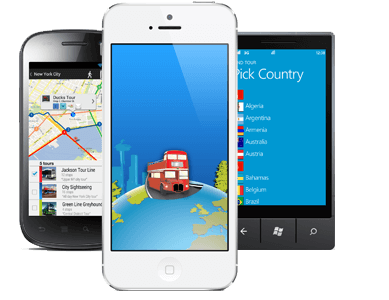 New York City
Ducks Tour
5 tours
Jackson Tour Line
City Sightseeing
Green Line Greyhound
Pick Country
Algeria
Argentina
Armenia
Australia
Austria
Bahamas
Belgium
Brazil